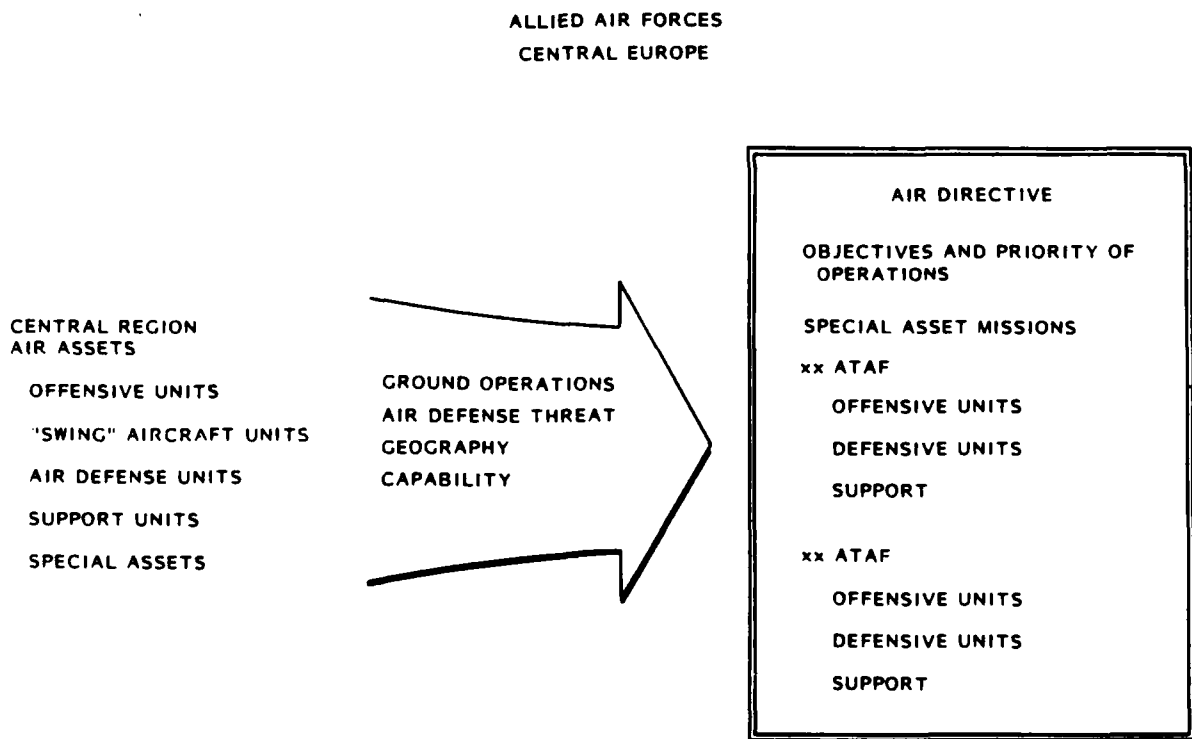 ALLIED AIR FORCES
CENTRAL EUROPE
CENTRAL REGION
AIR ASSETS
OFFENSIVE UNITS
"SWING" AIRCRAFT UNITS
AIR DEFENSE UNITS
SUPPORT UNITS
SPECIAL ASSETS
GROUND OPERATIONS
AIR DEFENSE THREAT
GEOGRAPHY
CAPABILITY
AIR DIRECTIVE
OBJECTIVES AND PRIORITY OF
OPERATIONS
SPECIAL ASSET MISSIONS
xx ATAF
OFFENSIVE UNITS
DEFENSIVE UNITS
SUPPORT
xx ATAF
OFFENSIVE UNITS
DEFENSIVE UNITS
SUPPORT